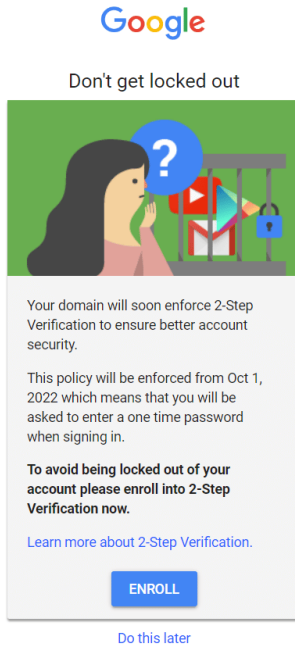 Google
Don't get locked out
?
Your domain will soon enforce 2-Step
Verification to ensure better account
security.
This policy will be enforced from Oct 1,
2022 which means that you will be
asked to enter a one time password
when signing in.
To avoid being locked out of your
account please enroll into 2-Step
Verification now.
Learn more about 2-Step Verification.
ENROLL
Do this later